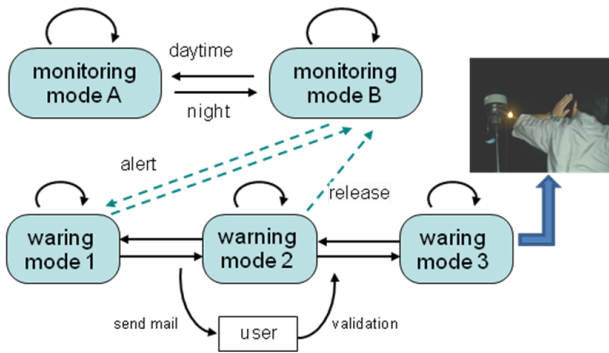 daytime
monitoring
mode A
monitoring
mode B
night
alert
release
waring
mode 1
warning
mode 2
waring
mode 3
send mail
user
validation